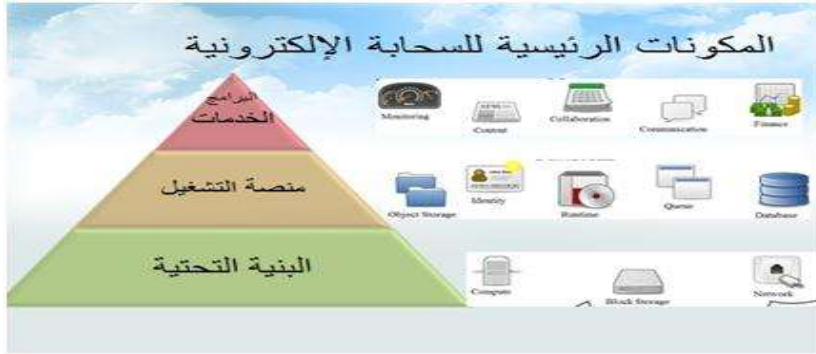 المكونات الرئيسية للسحابة الإلكترونية
البرامج
الخدمات
Monitoring
Content
Collaboration
Communication
Finance
منصة التشغيل
Object Storage
Identity
Runtime
Queue
Database
البنية التحتية
Compute
Block Storage
Network